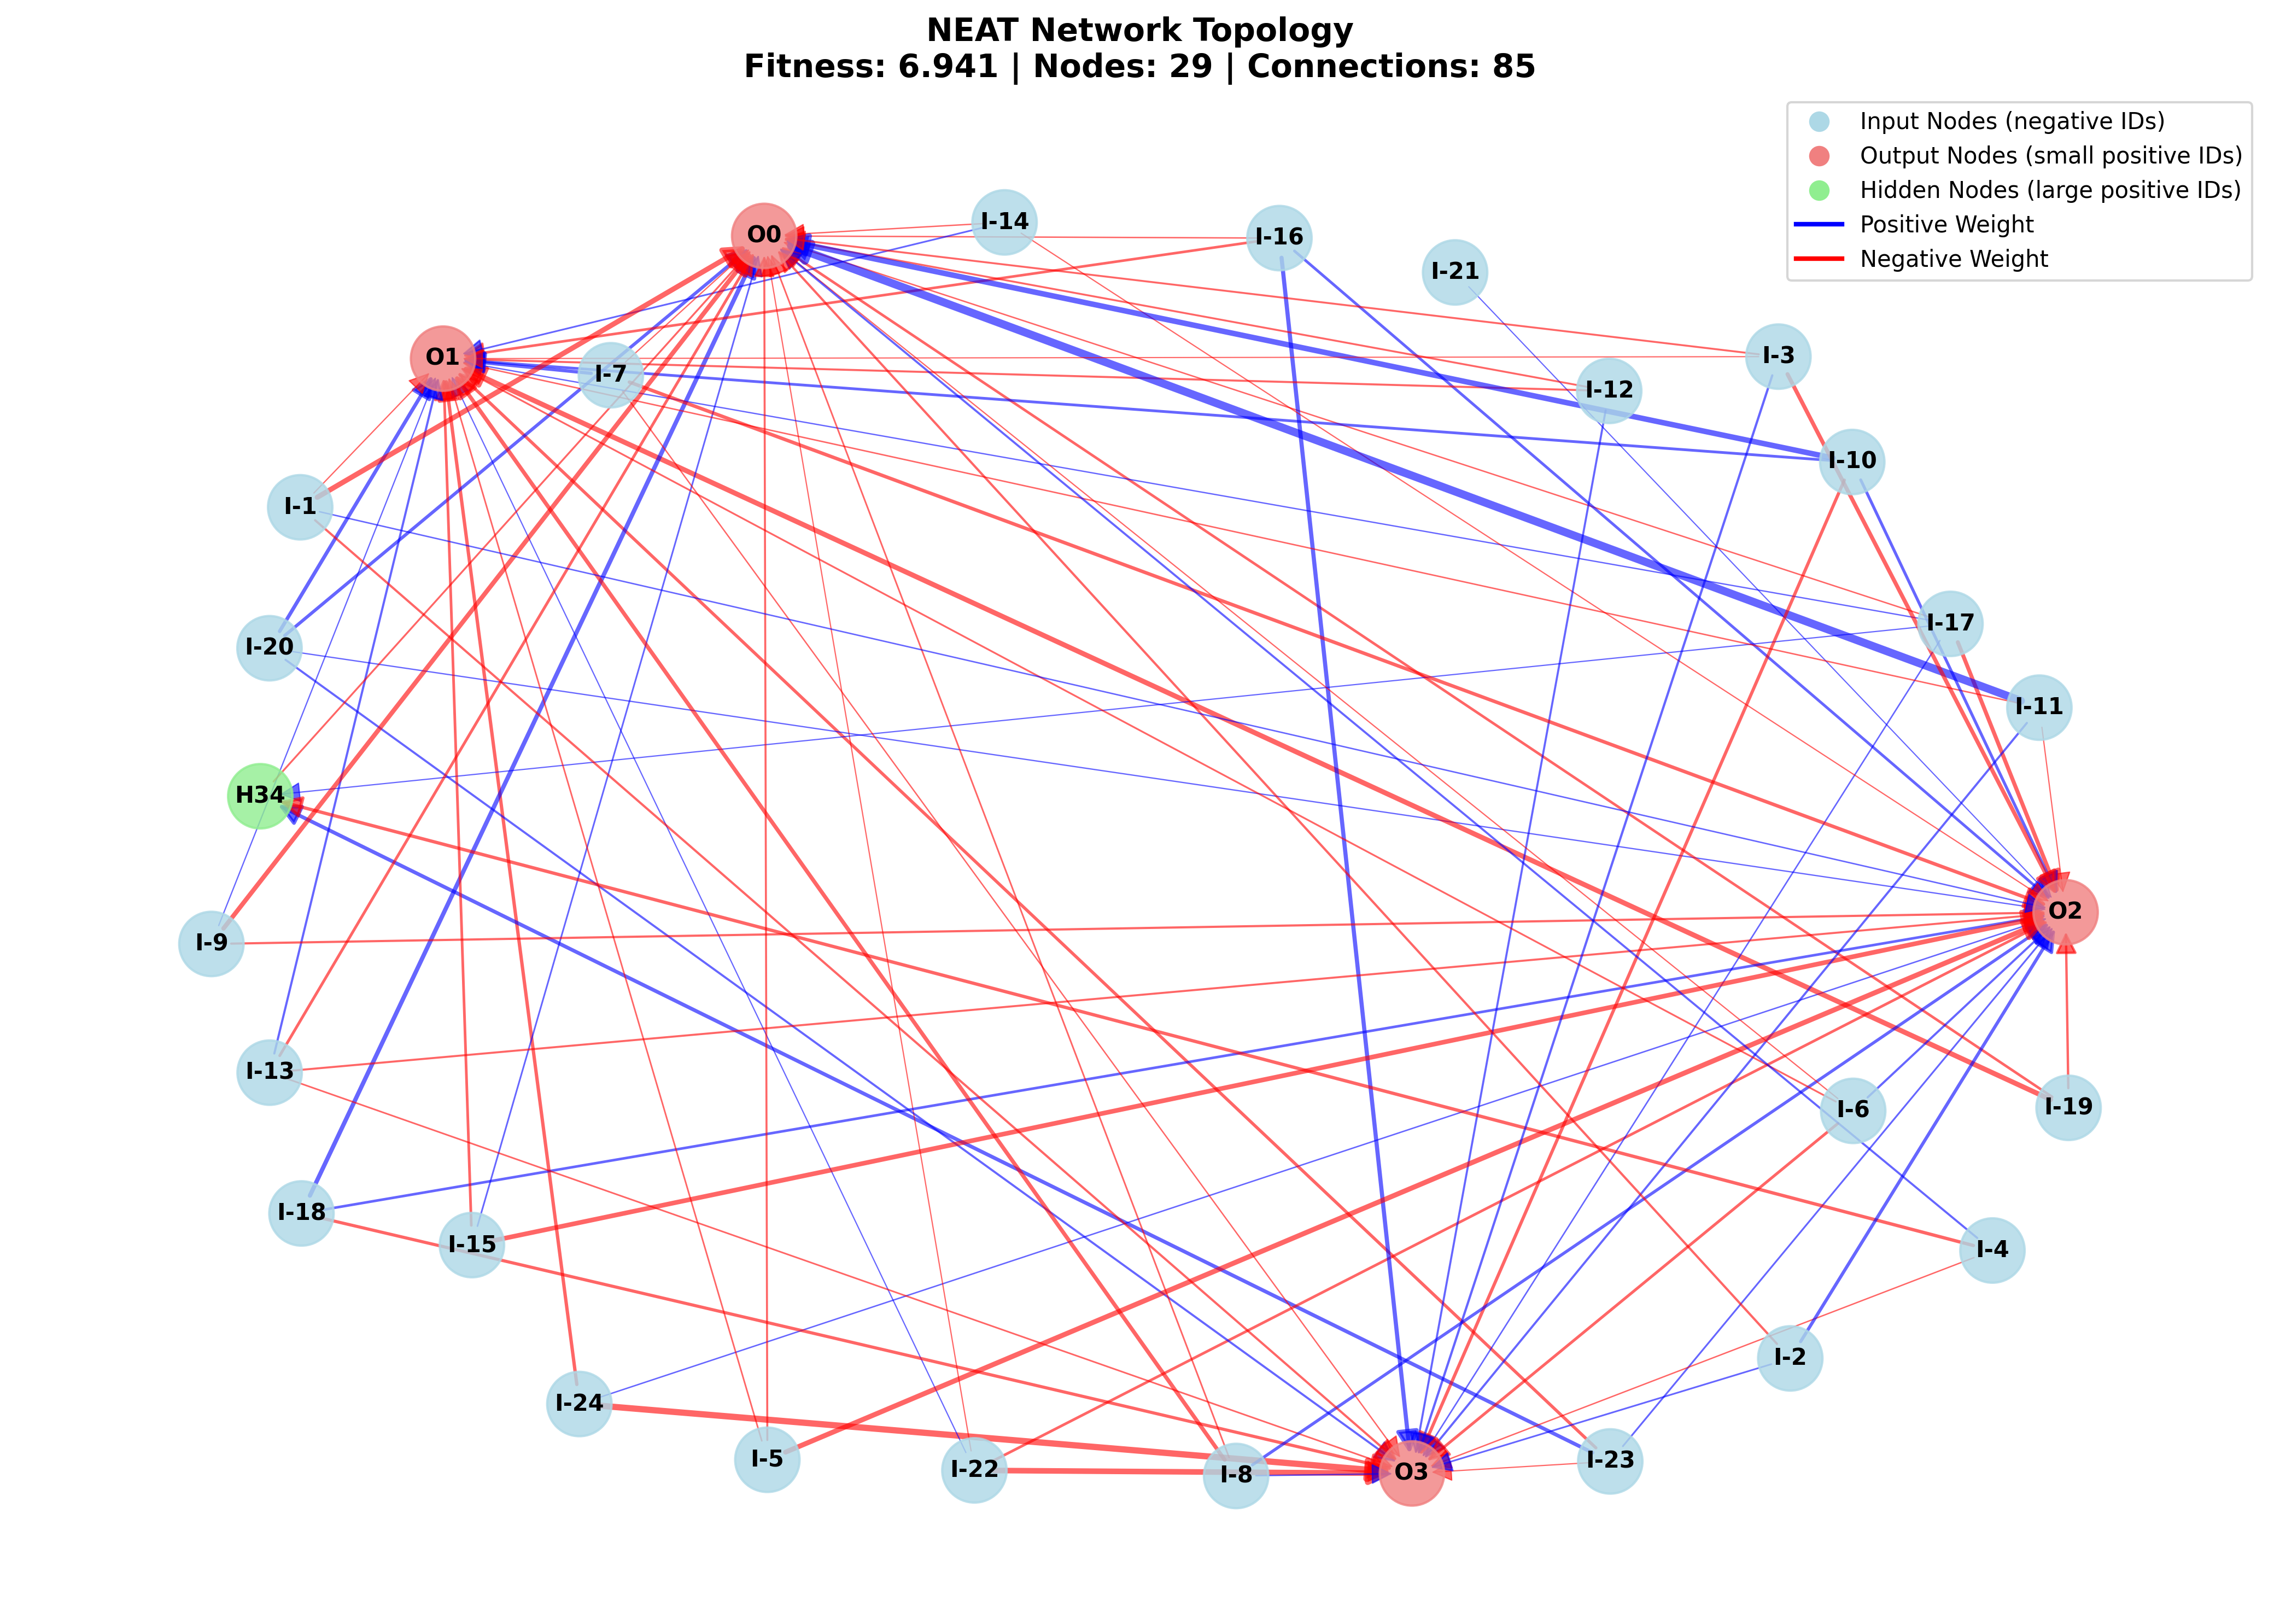 NEAT Network Topology
Fitness: 6.941 | Nodes: 29 | Connections: 85
Input Nodes (negative IDs)
Output Nodes (small positive IDs)
Hidden Nodes (large positive IDs)
Positive Weight
Negative Weight
I-14
O0
I-16
I-21
I-3
O1
I-7
I-12
I-10
I-1
I-17
I-20
I-11
H34
O2
I-9
I-13
I-19
I-6
I-18
I-15
I-4
I-2
I-24
I-5
I-23
I-22
O3
I-8